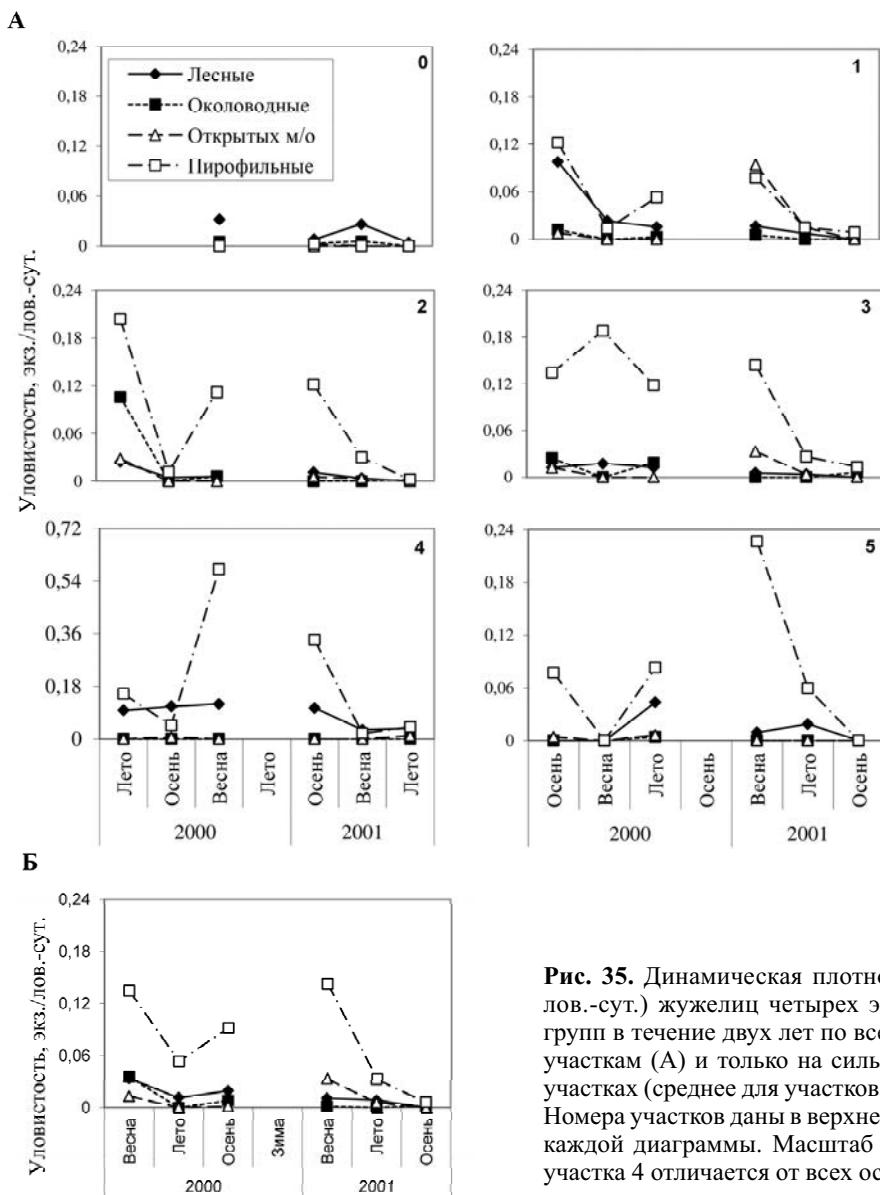 А
0,24
0,18
0,12
0,06
0
Лесные
Околоводные
Открытых м/о
Пирофильные
0
0,24
0,18
0,12
0,06
0
1
0,24
0,18
0,12
0,06
0
2
0,24
0,18
0,12
0,06
0
3
0,72
0,54
0,36
0,18
0
4
0,24
0,18
0,12
0,06
0
5
Уловистость, экз./лов.-сут.
Лето
Осень
Весна
Лето
Осень
Весна
Лето
2000
2001
Осень
Весна
Лето
Осень
Весна
Лето
Осень
2000
2001
Б
0,24
0,18
0,12
0,06
0
Уловистость, экз./лов.-сут.
Весна
Лето
Осень
Зима
Весна
Лето
Осень
2000
2001
Рис. 35. Динамическая плотно
лов.-сут.) жужелиц четырех э
групп в течение двух лет по все
участкам (А) и только на силь
участках (среднее для участков
Номера участков даны в верхне
каждой диаграммы. Масштаб
участка 4 отличается от всех ос